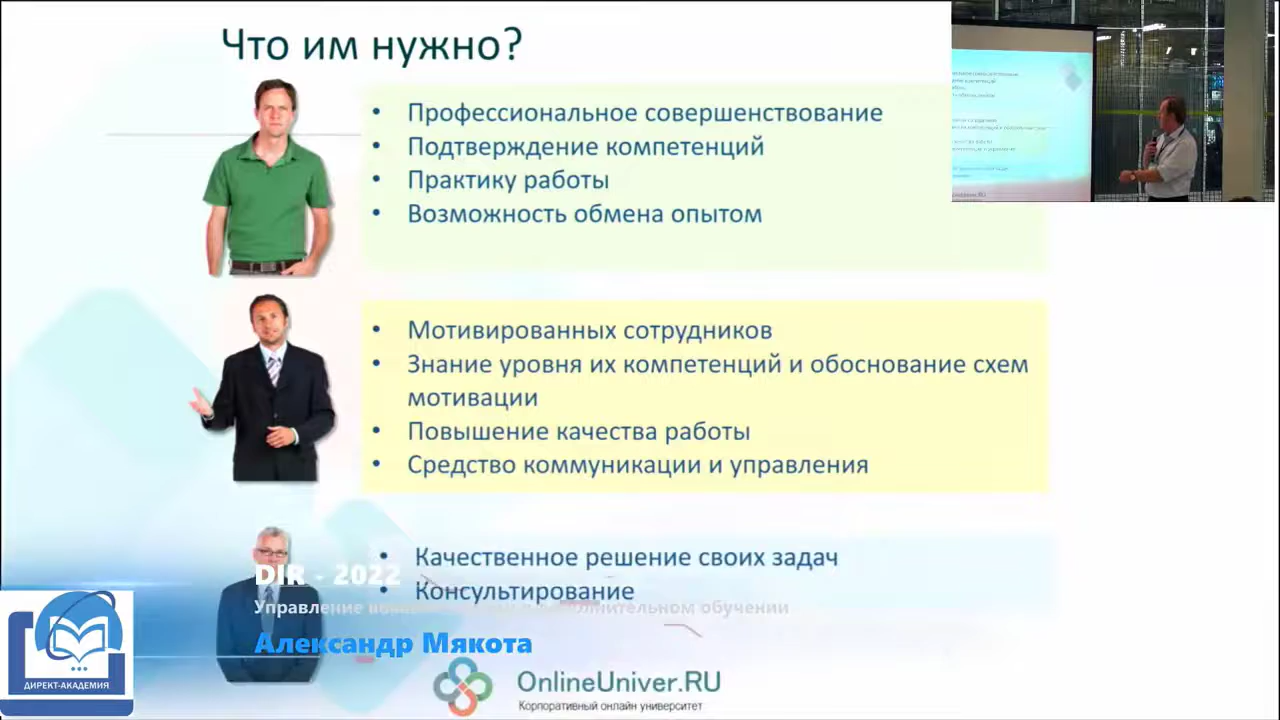 Что им нужно?
• Профессиональное совершенствование
• Подтверждение компетенций
• Практику работы
• Возможность обмена опытом
• Мотивированных сотрудников
• Знание уровня их компетенций и обоснование схем
мотивации
• Повышение качества работы
• Средство коммуникации и управления
• Качественное решение своих задач
• Консультирование
DIR - 2022
Управление обучении
Александр Мякота
ДИРЕКТ-АКАДЕМИЯ
OnlineUniver.RU
Корпоративный онлайн университет